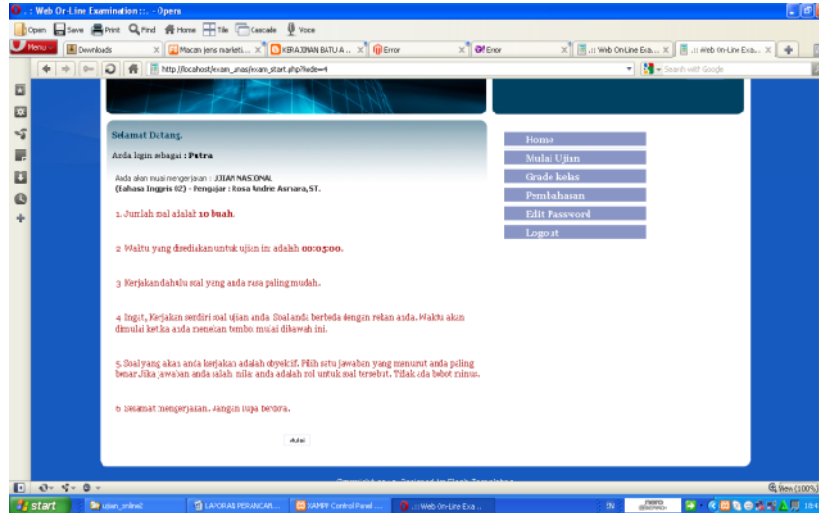 .: Web On-Line Examination ::. - Opera
Open Save Print Find Home Tile Cascade Voice
Menu Downloads Macam jenis marketi... KERAJINAN BATU A... Error Error .:: Web OnLine Exa... .:: Web On-Line Exa...
http://localhost/exam_unas/exam_start.php?kode=4 Search with Google
Selamat Datang,
Anda login sebagai : Putra
Anda akan mulai mengerjakan : UJIAN NASIONAL
(Bahasa Inggris 02) - Pengajar : Rosa Andrie Asmara, ST.
1. Jumlah soal adalah 10 buah.
2 Waktu yang disediakan untuk ujian ini adalah 00:05:00.
3 Kerjakan dahulu soal yang anda rasa paling mudah.
4 Ingat, Kerjakan sendiri soal ujian anda Soal anda berbeda dengan rekan anda. Waktu akan
dimulai ketika anda menekan tombol mulai dibawah ini.
5. Soal yang akan anda kerjakan adalah obyektif. Pilih satu jawaban yang menurut anda paling
benar Jika jawaban anda salah nilai anda adalah nol untuk soal tersebut. Tidak ada bobot minus.
6 Selamat mengerjakan. Jangan lupa berdoa.
Mulai
Home
Mulai Ujian
Grade kelas
Pembahasan
Edit Password
Logout
View (100%)
start ujian_online2 LAPORAN PERANCAN... XAMPP Control Panel ... .:: Web On-Line Exa... IN